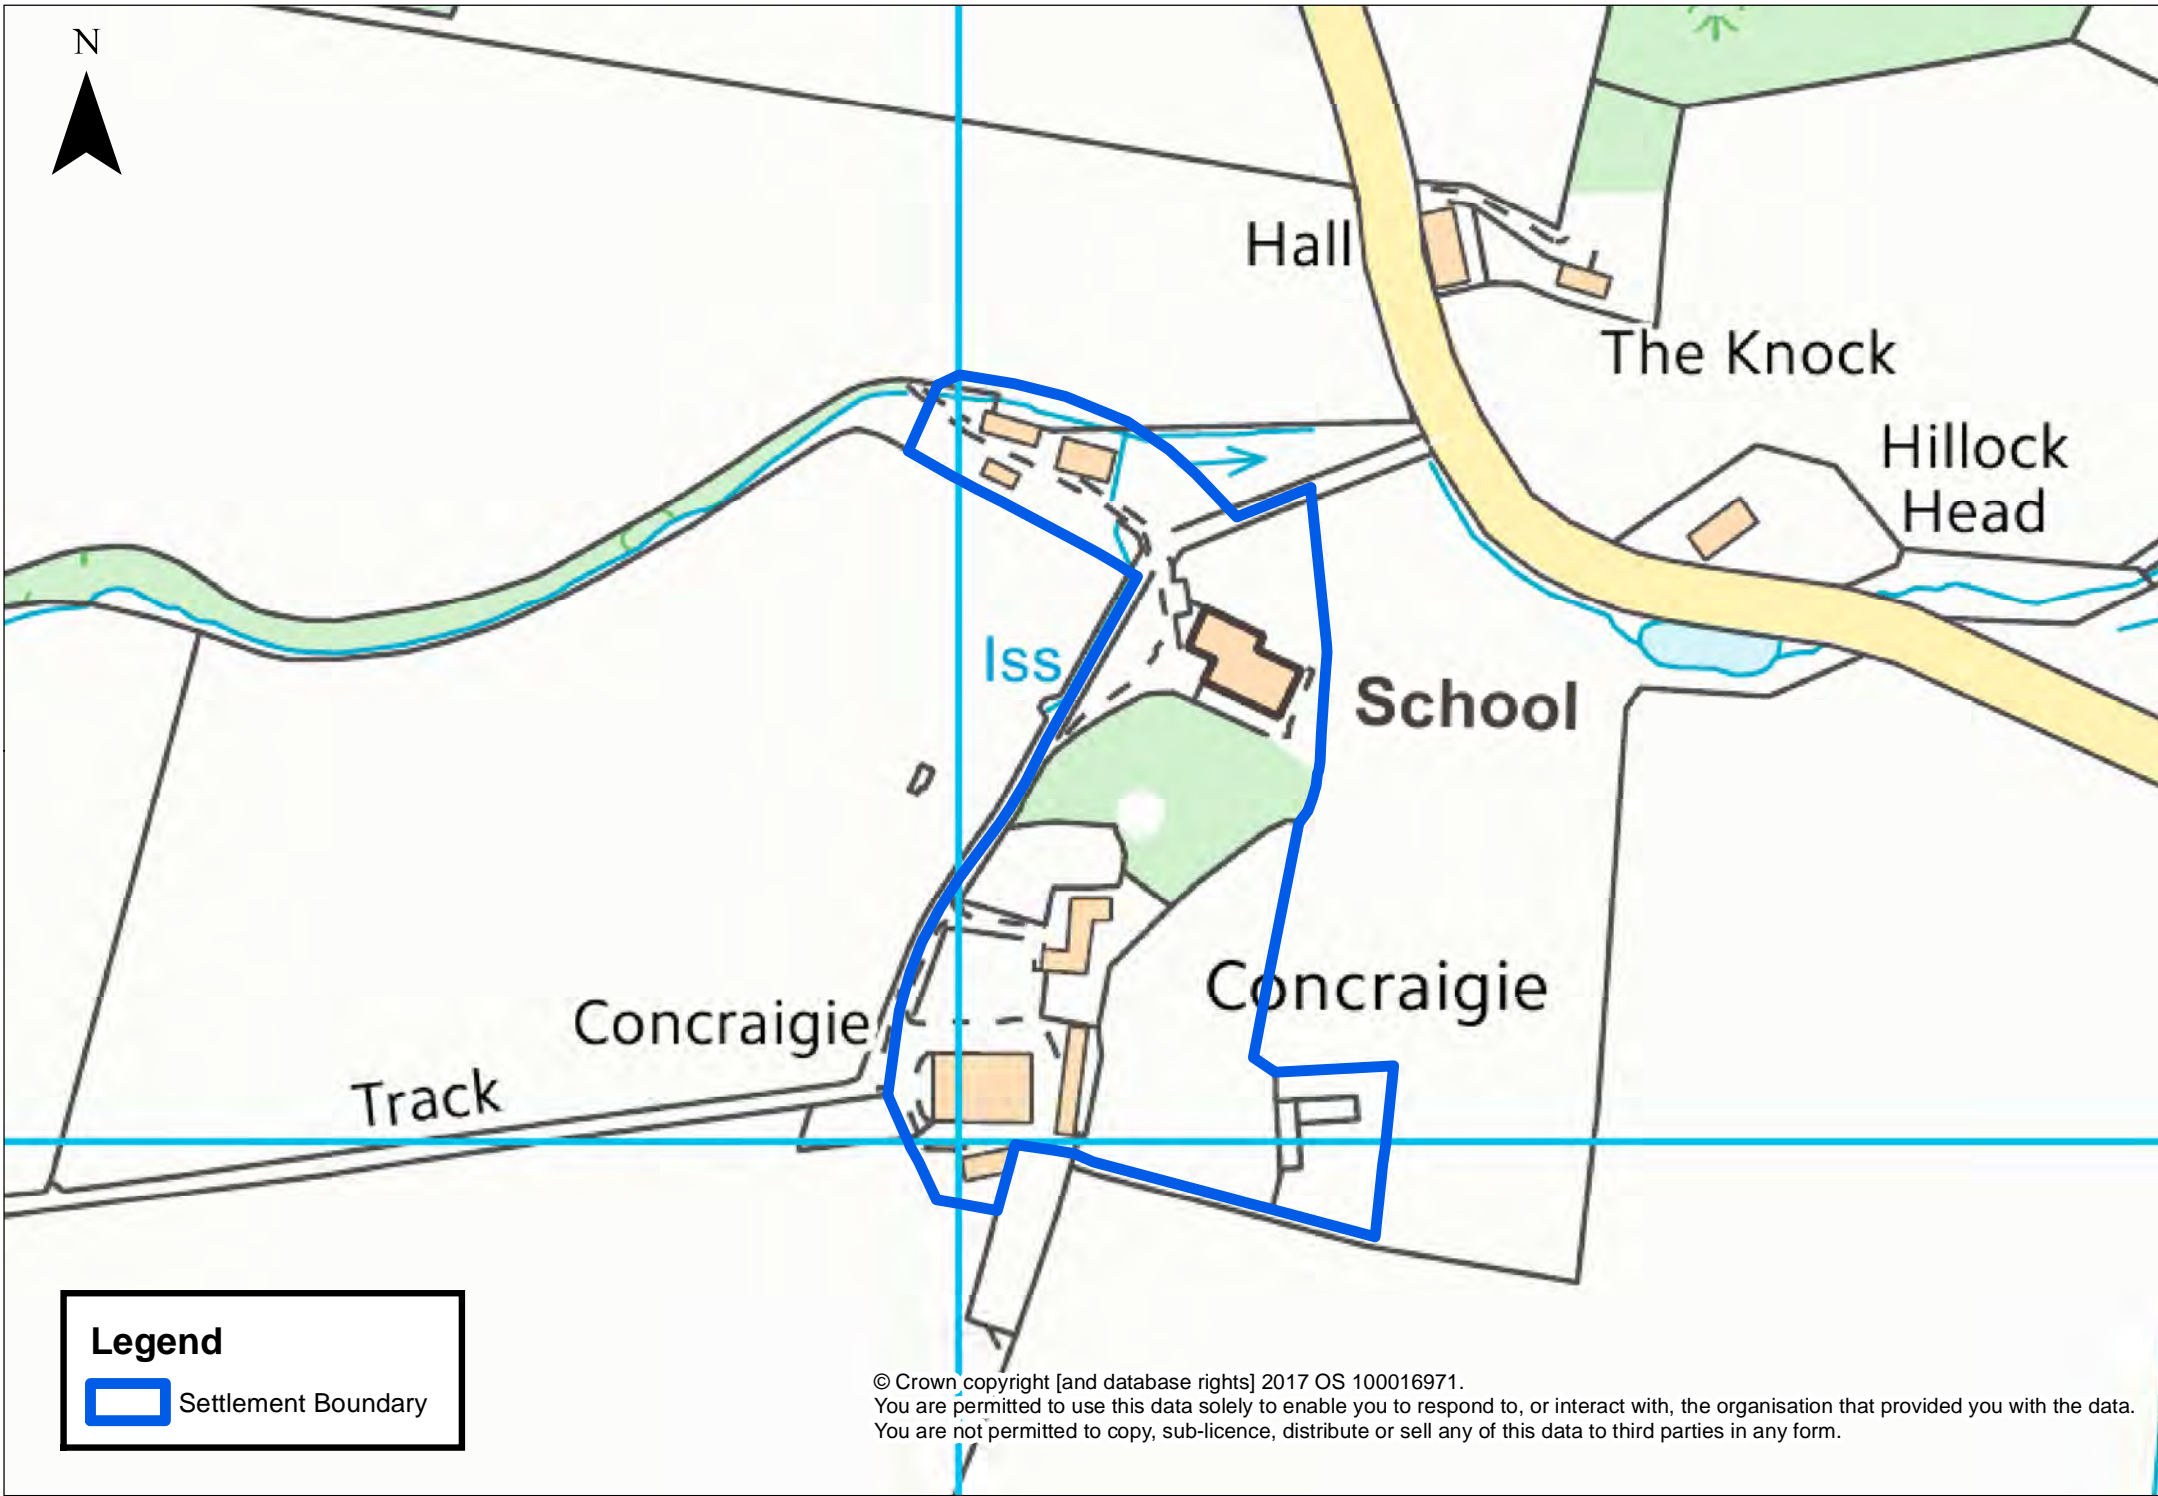 N
Hall
The Knock
Hillock
Head
Iss
School
Concraigie
Concraigie
Track
Legend
Settlement Boundary
© Crown copyright [and database rights] 2017 OS 100016971.
You are permitted to use this data solely to enable you to respond to, or interact with, the organisation that provided you with the data.
You are not permitted to copy, sub-licence, distribute or sell any of this data to third parties in any form.